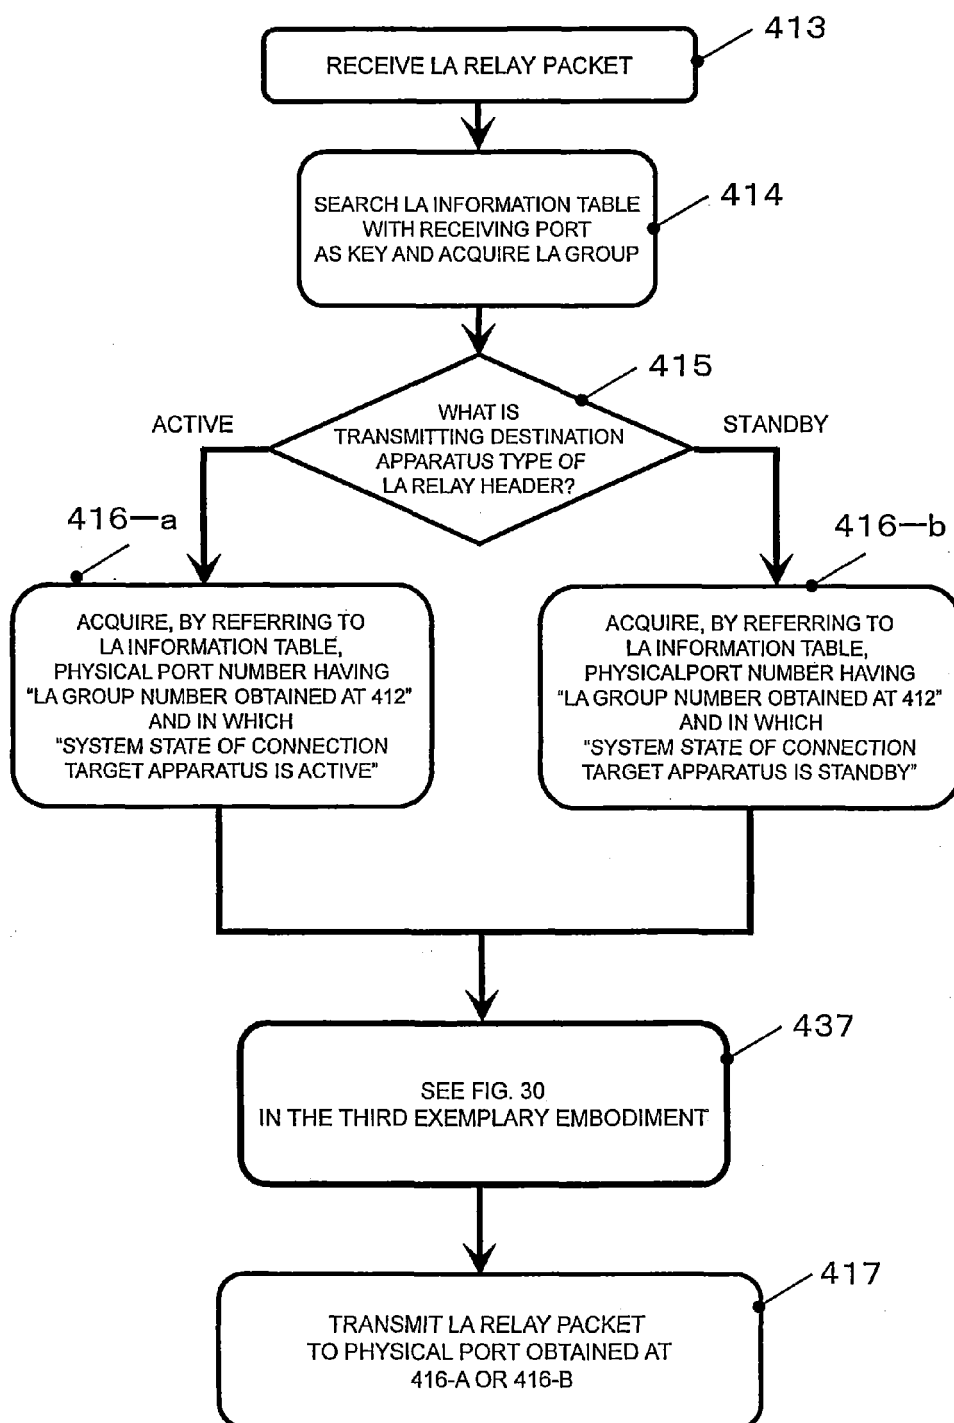 413
RECEIVE LA RELAY PACKET
414
SEARCH LA INFORMATION TABLE
WITH RECEIVING PORT
AS KEY AND ACQUIRE LA GROUP
415
WHAT IS
TRANSMITTING DESTINATION
APPARATUS TYPE OF
LA RELAY HEADER?
ACTIVE
STANDBY
416-a
ACQUIRE, BY REFERRING TO
LA INFORMATION TABLE,
PHYSICAL PORT NUMBER HAVING
"LA GROUP NUMBER OBTAINED AT 412"
AND IN WHICH
"SYSTEM STATE OF CONNECTION
TARGET APPARATUS IS ACTIVE"
416-b
ACQUIRE, BY REFERRING TO
LA INFORMATION TABLE,
PHYSICALPORT NUMBER HAVING
"LA GROUP NUMBER OBTAINED AT 412"
AND IN WHICH
"SYSTEM STATE OF CONNECTION
TARGET APPARATUS IS STANDBY"
437
SEE FIG. 30
IN THE THIRD EXEMPLARY EMBODIMENT
417
TRANSMIT LA RELAY PACKET
TO PHYSICAL PORT OBTAINED AT
416-A OR 416-B